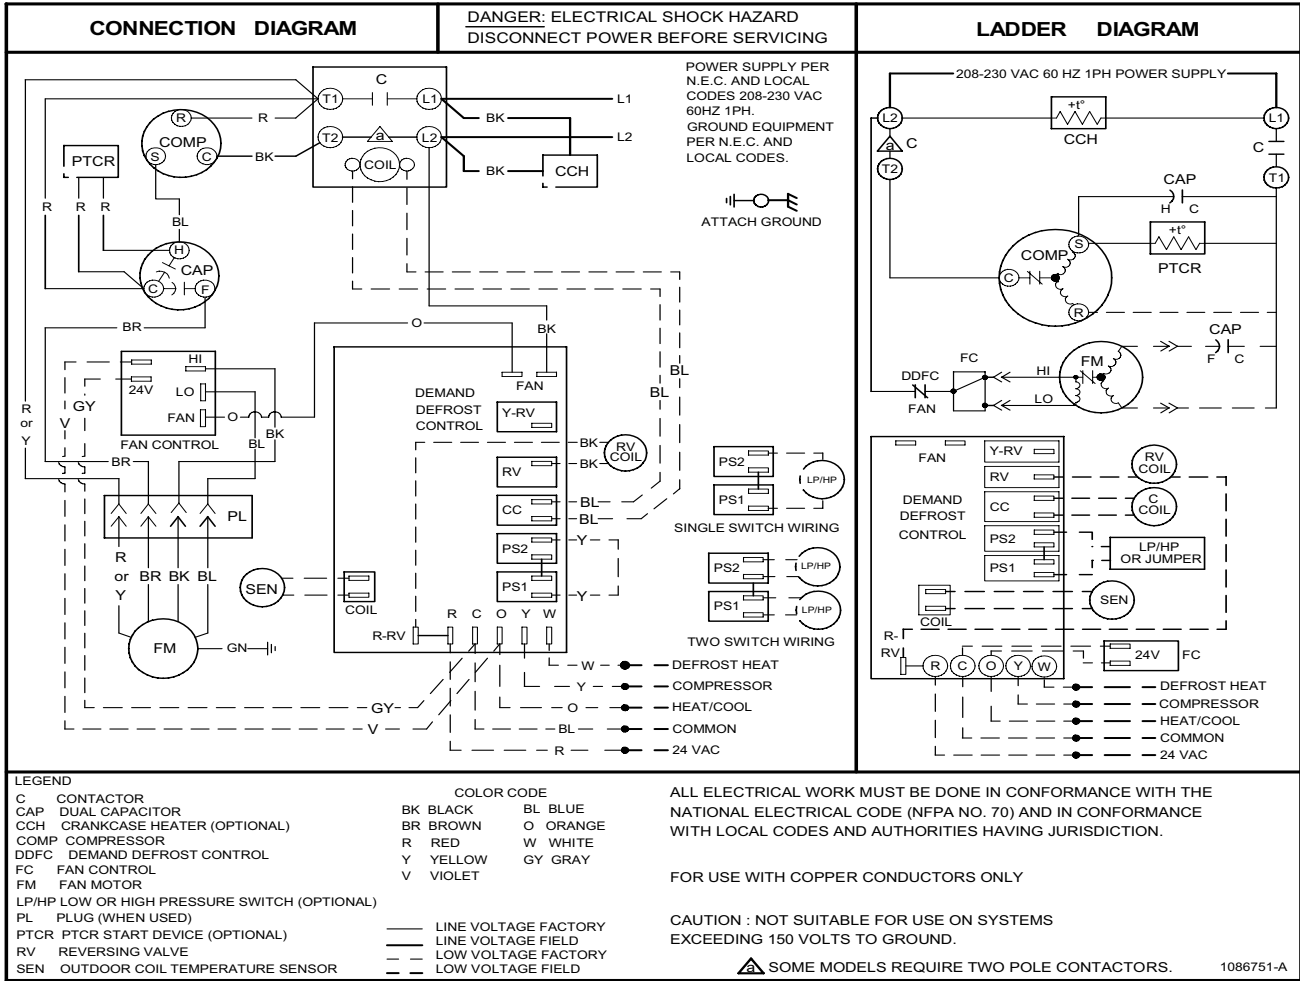 CONNECTION DIAGRAM
DANGER: ELECTRICAL SHOCK HAZARD
DISCONNECT POWER BEFORE SERVICING
LADDER DIAGRAM
POWER SUPPLY PER
N.E.C. AND LOCAL
CODES 208-230 VAC
60HZ 1PH.
GROUND EQUIPMENT
PER N.E.C. AND
LOCAL CODES.
ATTACH GROUND
C
T1
L1
L1
BK
T2
a
L2
L2
BK
COIL
CCH
R
R
COMP
S
C
BK
PTCR
R
R
R
BL
H
CAP
C
F
BR
O
BK
HI
24V
LO
FAN
O
FAN CONTROL
GY
V
R
or
Y
BL
BK
BR
PL
R
or
Y
BR
BK
BL
FM
GN
SEN
COIL
DEMAND
DEFROST
CONTROL
FAN
Y-RV
RV
CC
PS2
PS1
BK
BK
RV
COIL
BL
BL
BL
BL
Y
Y
R-RV
R C O Y W
W
DEFROST HEAT
Y
COMPRESSOR
O
HEAT/COOL
BL
COMMON
R
24 VAC
GY
V
PS2
PS1
LP/HP
SINGLE SWITCH WIRING
PS2
LP/HP
PS1
LP/HP
TWO SWITCH WIRING
208-230 VAC 60 HZ 1PH POWER SUPPLY
L2
+t°
CCH
L1
a
C
C
T2
T1
CAP
H C
+t°
PTCR
COMP
S
C
R
CAP
F C
FC
HI
FM
DDFC
FAN
LO
FAN
Y-RV
RV
CC
PS2
PS1
DEMAND
DEFROST
CONTROL
RV
COIL
C
COIL
LP/HP
OR JUMPER
COIL
SEN
R-
RV
R C O Y W
24V
FC
DEFROST HEAT
COMPRESSOR
HEAT/COOL
COMMON
24 VAC
LEGEND
C CONTACTOR
CAP DUAL CAPACITOR
CCH CRANKCASE HEATER (OPTIONAL)
COMP COMPRESSOR
DDFC DEMAND DEFROST CONTROL
FC FAN CONTROL
FM FAN MOTOR
LP/HP LOW OR HIGH PRESSURE SWITCH (OPTIONAL)
PL PLUG (WHEN USED)
PTCR PTCR START DEVICE (OPTIONAL)
RV REVERSING VALVE
SEN OUTDOOR COIL TEMPERATURE SENSOR
COLOR CODE
BK BLACK BL BLUE
BR BROWN O ORANGE
R RED W WHITE
Y YELLOW GY GRAY
V VIOLET
LINE VOLTAGE FACTORY
LINE VOLTAGE FIELD
LOW VOLTAGE FACTORY
LOW VOLTAGE FIELD
ALL ELECTRICAL WORK MUST BE DONE IN CONFORMANCE WITH THE
NATIONAL ELECTRICAL CODE (NFPA NO. 70) AND IN CONFORMANCE
WITH LOCAL CODES AND AUTHORITIES HAVING JURISDICTION.
FOR USE WITH COPPER CONDUCTORS ONLY
CAUTION : NOT SUITABLE FOR USE ON SYSTEMS
EXCEEDING 150 VOLTS TO GROUND.
a SOME MODELS REQUIRE TWO POLE CONTACTORS.
1086751-A